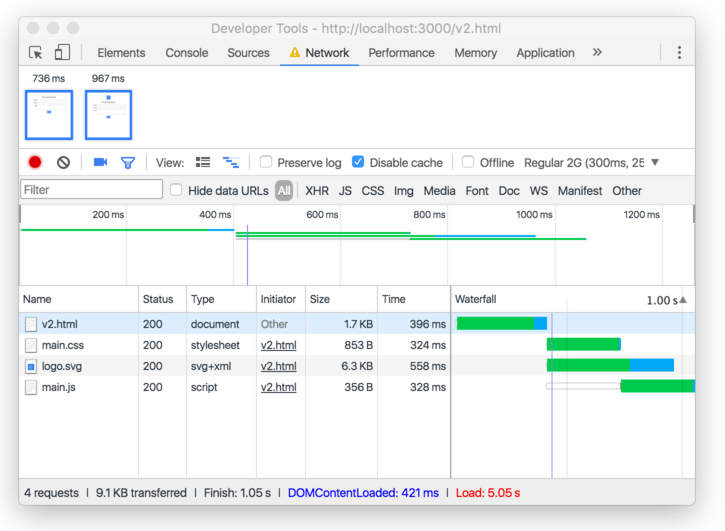 Developer Tools - http://localhost:3000/v2.html
Elements Console Sources Network Performance Memory Application »
736 ms 967 ms
View: Preserve log Disable cache Offline Regular 2G (300ms, 25 ▼
Filter Hide data URLs All XHR JS CSS Img Media Font Doc WS Manifest Other
200 ms 400 ms 600 ms 800 ms 1000 ms 1200 ms
Name Status Type Initiator Size Time Waterfall 1.00 s▲
v2.html 200 document Other 1.7 KB 396 ms
main.css 200 stylesheet v2.html 853 B 324 ms
logo.svg 200 svg+xml v2.html 6.3 KB 558 ms
main.js 200 script v2.html 356 B 328 ms
4 requests | 9.1 KB transferred | Finish: 1.05 s | DOMContentLoaded: 421 ms | Load: 5.05 s